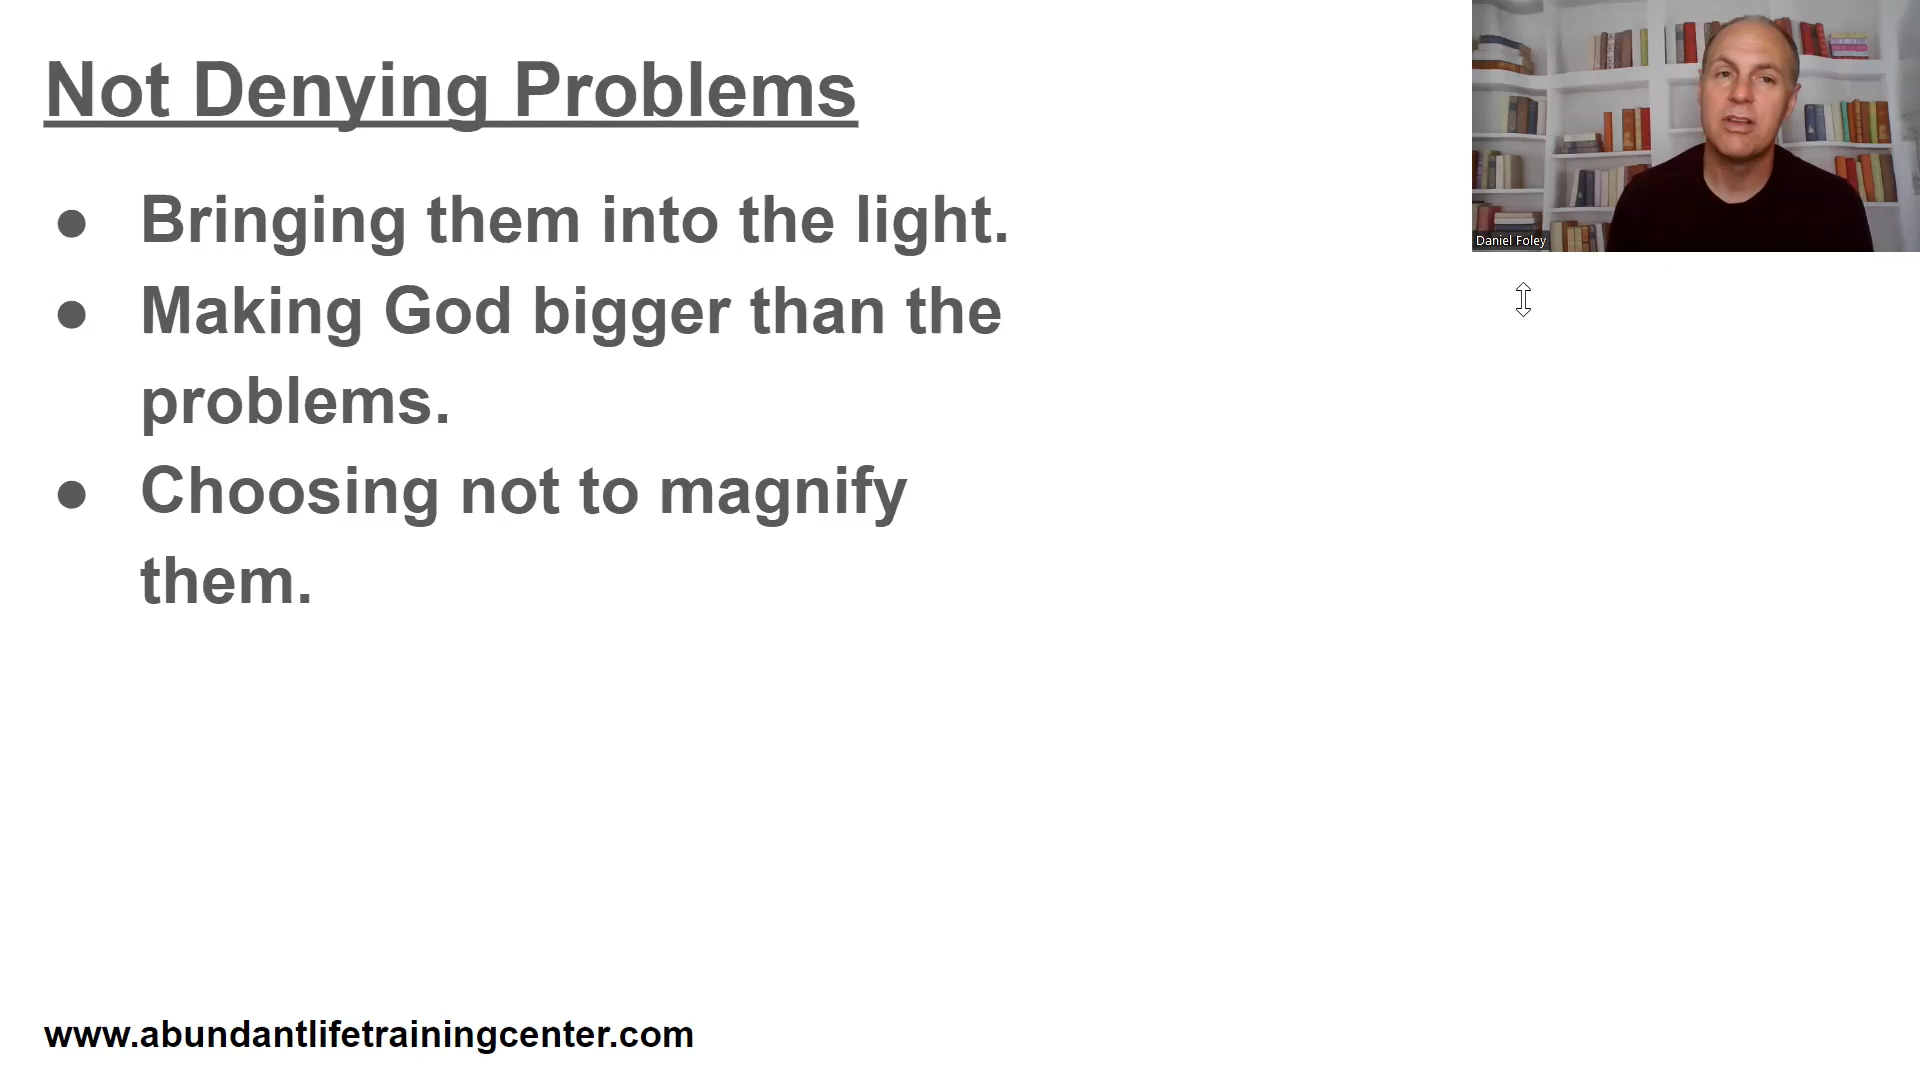 Not Denying Problems
● Bringing them into the light.
● Making God bigger than the
problems.
● Choosing not to magnify
them.
Daniel Foley
www.abundantlifetrainingcenter.com